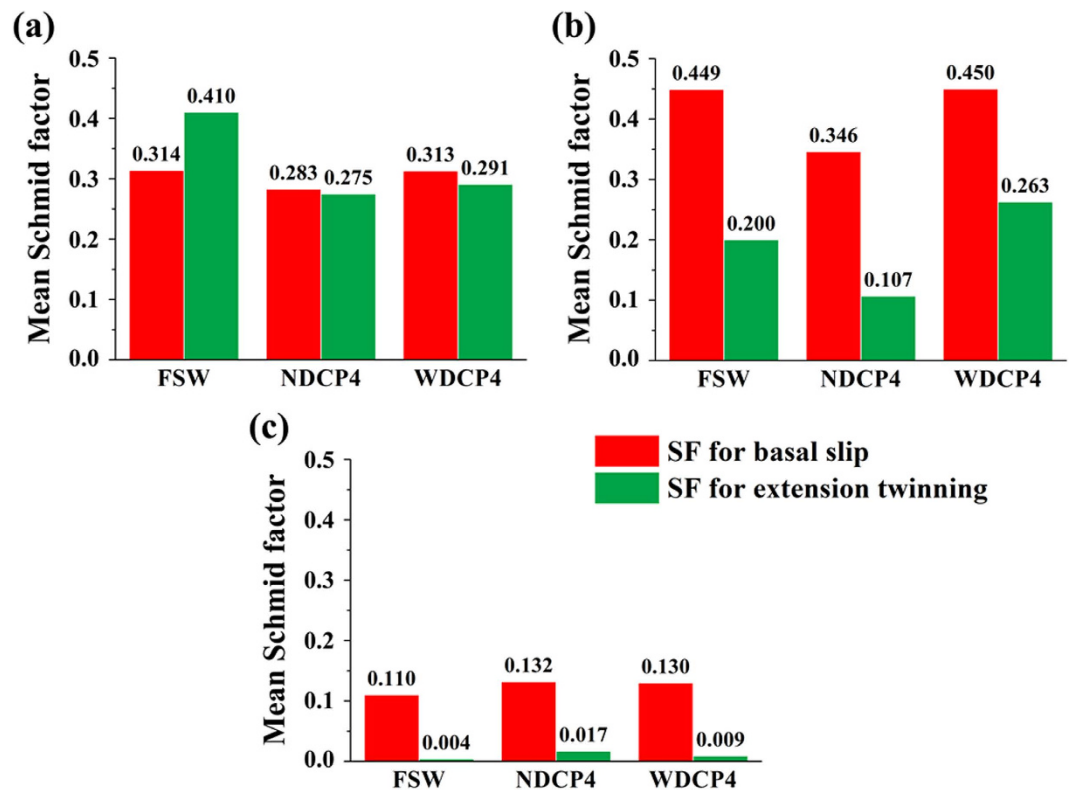 (a)
Mean Schmid factor
0.5
0.4
0.3
0.2
0.1
0.0
0.314
0.410
0.283
0.275
0.313
0.291
FSW
NDCP4
WDCP4
(b)
Mean Schmid factor
0.5
0.4
0.3
0.2
0.1
0.0
0.449
0.200
0.346
0.107
0.450
0.263
FSW
NDCP4
WDCP4
(c)
Mean Schmid factor
0.5
0.4
0.3
0.2
0.1
0.0
0.110
0.004
0.132
0.017
0.130
0.009
FSW
NDCP4
WDCP4
SF for basal slip
SF for extension twinning